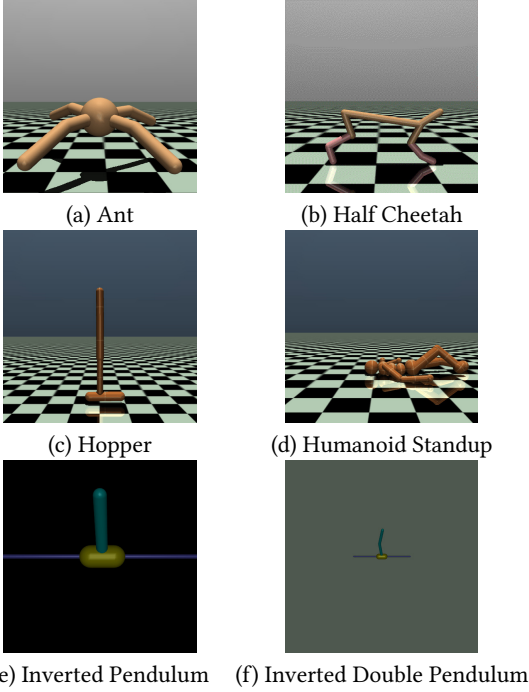 (a) Ant
(b) Half Cheetah
(c) Hopper
(d) Humanoid Standup
e) Inverted Pendulum
(f) Inverted Double Pendulum